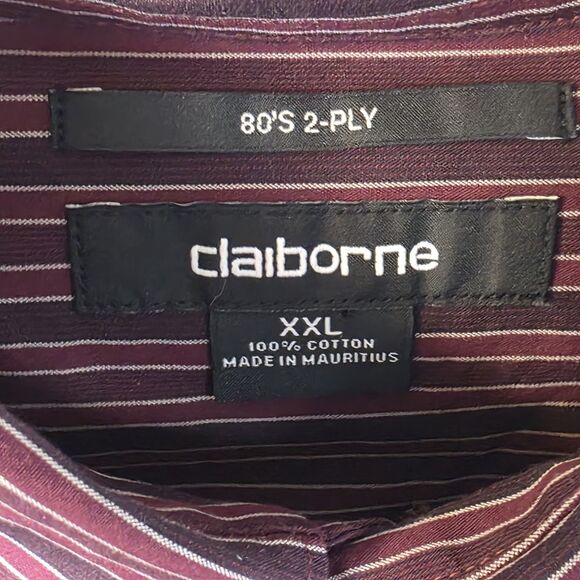 80'S 2-PLY
claiborne
XXL
100% COTTON
MADE IN MAURITIUS